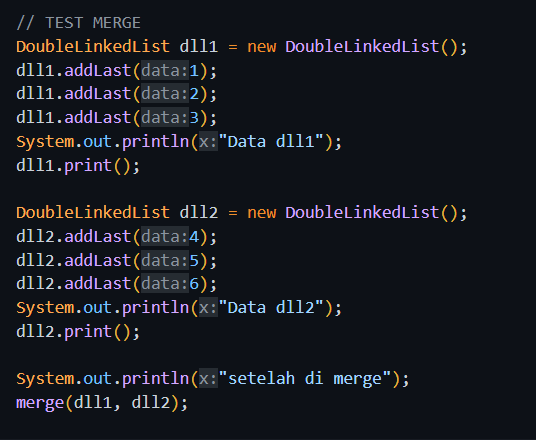 // TEST MERGE
DoubleLinkedList dll1 = new DoubleLinkedList();
dll1.addLast(data:1);
dll1.addLast(data:2);
dll1.addLast(data:3);
System.out.println(x:"Data dll1");
dll1.print();
DoubleLinkedList dll2 = new DoubleLinkedList();
dll2.addLast(data:4);
dll2.addLast(data:5);
dll2.addLast(data:6);
System.out.println(x:"Data dll2");
dll2.print();
System.out.println(x:"setelah di merge");
merge(dll1, dll2);